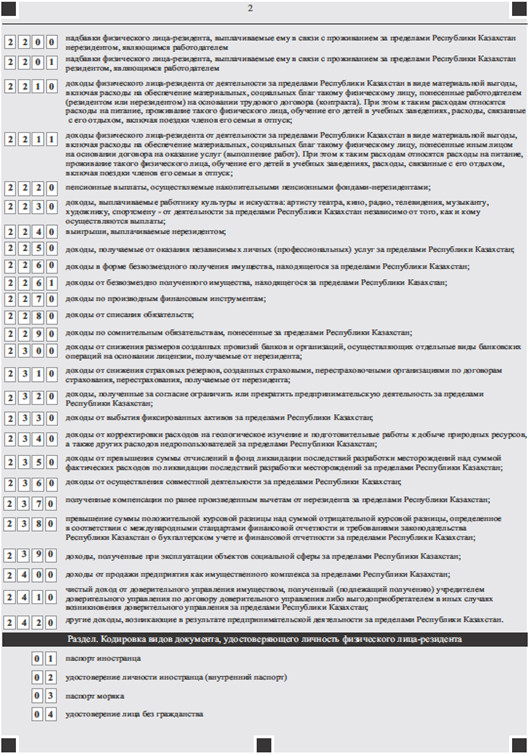 2
2200 надбавки физического лица-резидента, выплачиваемые ему в связи с проживанием за пределами Республики Казахстан
нерезидентом, являющимся работодателем
2201 надбавки физического лица-резидента, выплачиваемые ему в связи с проживанием за пределами Республики Казахстан
резидентом, являющимся работодателем
2210 доходы физического лица-резидента от деятельности за пределами Республики Казахстан в виде материальной выгоды,
включая расходы на обеспечение материальных, социальных благ такому физическому лицу, понесенные работодателем
(резидентом или нерезидентом) на основании трудового договора (контракта). При этом к таким расходам относятся
расходы на питание, проживание такого физического лица, обучение его детей в учебных заведениях, расходы, связанные
с его отдыхом, включая поездки членов его семьи в отпуск;
2211 доходы физического лица-резидента от деятельности за пределами Республики Казахстан в виде материальной выгоды,
включая расходы на обеспечение материальных, социальных благ такому физическому лицу, понесенные иным лицом
на основании договора на оказание услуг (выполнение работ). При этом к таким расходам относятся расходы на питание,
проживание такого физического лица, обучение его детей в учебных заведениях, расходы, связанные с его отдыхом,
включая поездки членов его семьи в отпуск;
2220 пенсионные выплаты, осуществляемые накопительными пенсионными фондами-нерезидентами;
2230 доходы, выплачиваемые работнику культуры и искусства: артисту театра, кино, радио, телевидения, музыканту,
художнику, спортсмену - от деятельности за пределами Республики Казахстан независимо от того, как и кому
осуществляются выплаты;
2240 выигрыши, выплачиваемые нерезидентом;
2250 доходы, получаемые от оказания независимых личных (профессиональных) услуг за пределами Республики Казахстан;
2260 доходы в форме безвозмездного получения имущества, находящегося за пределами Республики Казахстан;
2261 доходы от безвозмездно полученного имущества, находящегося за пределами Республики Казахстан;
2270 доходы по производным финансовым инструментам;
2280 доходы от списания обязательств;
2290 доходы по сомнительным обязательствам, понесенные за пределами Республики Казахстан;
2300 доходы от снижения размеров созданных провизий банков и организаций, осуществляющих отдельные виды банковских
операций на основании лицензии, получаемые от нерезидента;
2310 доходы от снижения страховых резервов, созданных страховыми, перестраховочными организациями по договорам
страхования, перестрахования, получаемые от нерезидента;
2320 доходы, полученные за согласие ограничить или прекратить предпринимательскую деятельность за пределами
Республики Казахстан;
2330 доходы от выбытия фиксированных активов за пределами Республики Казахстан;
2340 доходы от корректировки расходов на геологическое изучение и подготовительные работы к добыче природных ресурсов,
а также других расходов недропользователей за пределами Республики Казахстан;
2350 доходы от превышения суммы отчислений в фонд ликвидации последствий разработки месторождений над суммой
фактических расходов по ликвидации последствий разработки месторождений за пределами Республики Казахстан;
2360 доходы от осуществления совместной деятельности за пределами Республики Казахстан;
2370 полученные компенсации по ранее произведенным вычетам от нерезидента за пределами Республики Казахстан;
2380 превышение суммы положительной курсовой разницы над суммой отрицательной курсовой разницы, определенное
в соответствии с международными стандартами финансовой отчетности и требованиями законодательства
Республики Казахстан о бухгалтерском учете и финансовой отчетности за пределами Республики Казахстан;
2390 доходы, полученные при эксплуатации объектов социальной сферы за пределами Республики Казахстан;
2400 доходы от продажи предприятия как имущественного комплекса за пределами Республики Казахстан;
2410 чистый доход от доверительного управления имуществом, полученный (подлежащий получению) учредителем
доверительного управления по договору доверительного управления либо выгодоприобретателем в иных случаях
возникновения доверительного управления за пределами Республики Казахстан;
2420 другие доходы, возникающие в результате предпринимательской деятельности за пределами Республики Казахстан.
Раздел. Кодировка видов документа, удостоверяющего личность физического лица-резидента
01 паспорт иностранца
02 удостоверение личности иностранца (внутренний паспорт)
03 паспорт моряка
04 удостоверение лица без гражданства